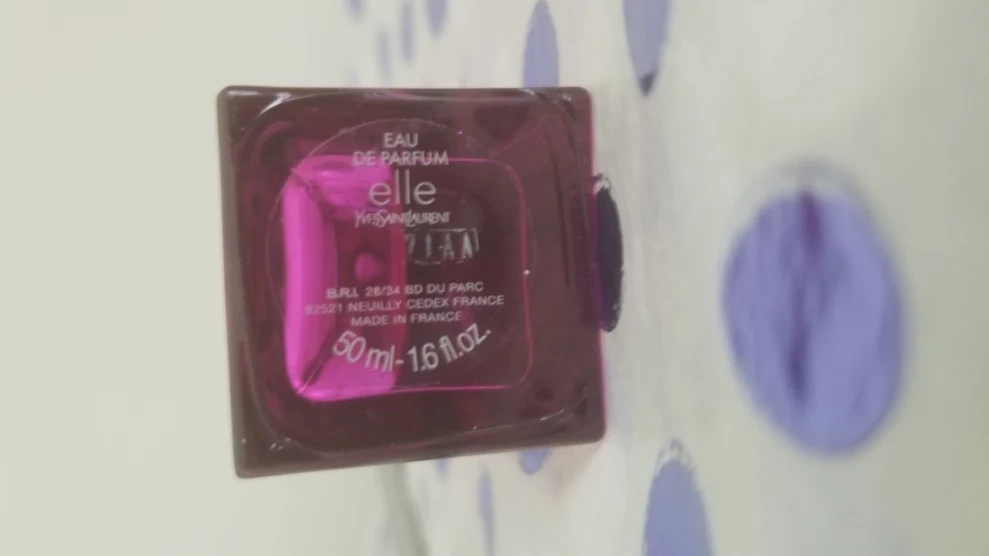 EAU
DE PARFUM
elle
YVESSAINTLAURENT
B.R.I. 28/34 BD DU PARC
92521 NEUILLY CEDEX FRANCE
MADE IN FRANCE
50 ml - 1.6 fl.oz.